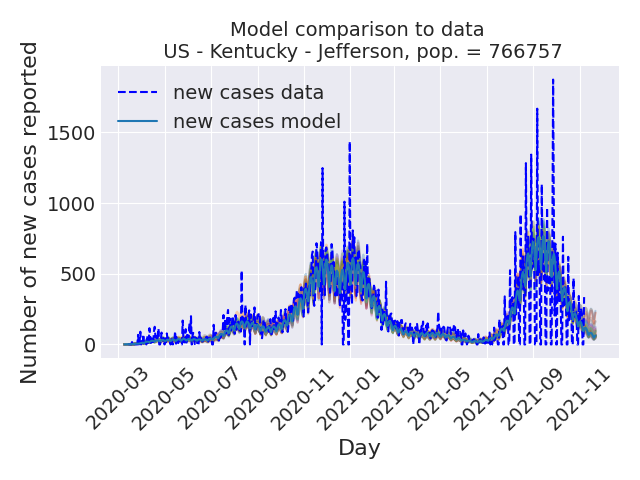 Model comparison to data
US - Kentucky - Jefferson, pop. = 766757
Number of new cases reported
new cases data
new cases model
1500
1000
500
0
2020-03
2020-05
2020-07
2020-09
2020-11
2021-01
2021-03
2021-05
2021-07
2021-09
2021-11
Day